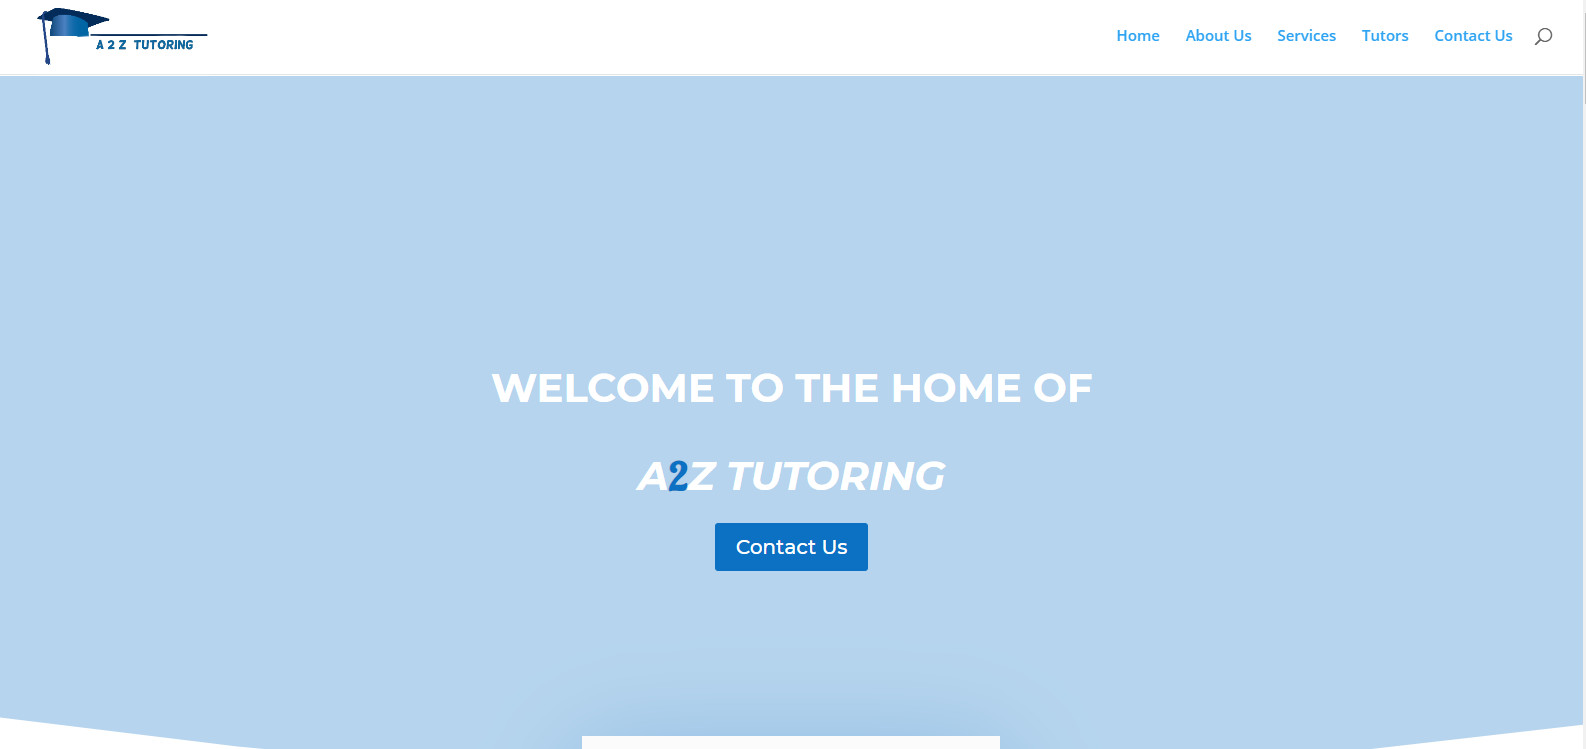 A 2 Z TUTORING
Home About Us Services Tutors Contact Us
WELCOME TO THE HOME OF
A2Z TUTORING
Contact Us